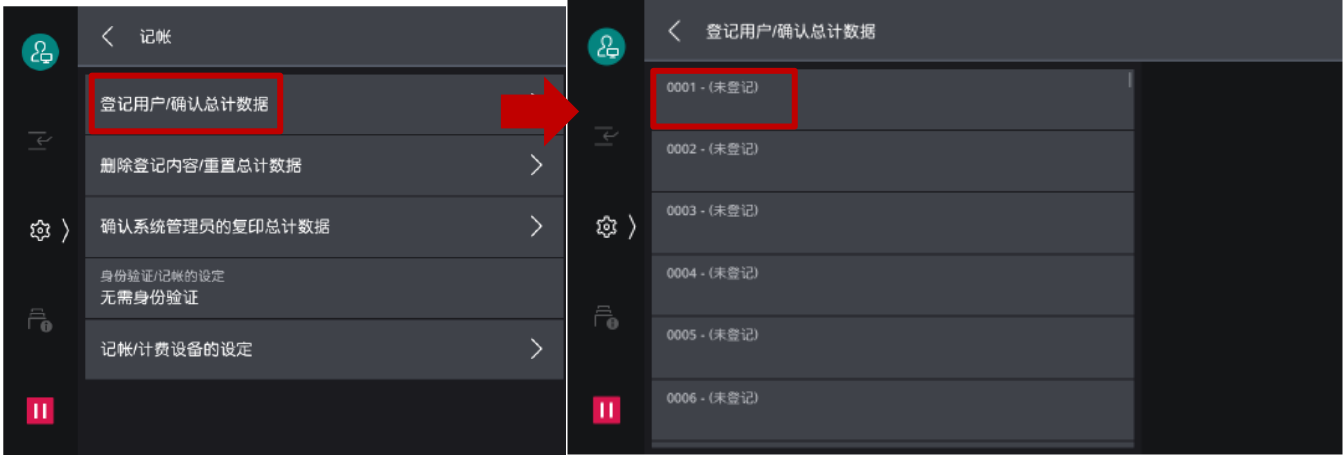 记帐
登记用户/确认总计数据
删除登记内容/重置总计数据
确认系统管理员的复印总计数据
身份验证/记帐的设定
无需身份验证
记帐/计费设备的设定
登记用户/确认总计数据
0001 - (未登记)
0002 - (未登记)
0003 - (未登记)
0004 - (未登记)
0005 - (未登记)
0006 - (未登记)